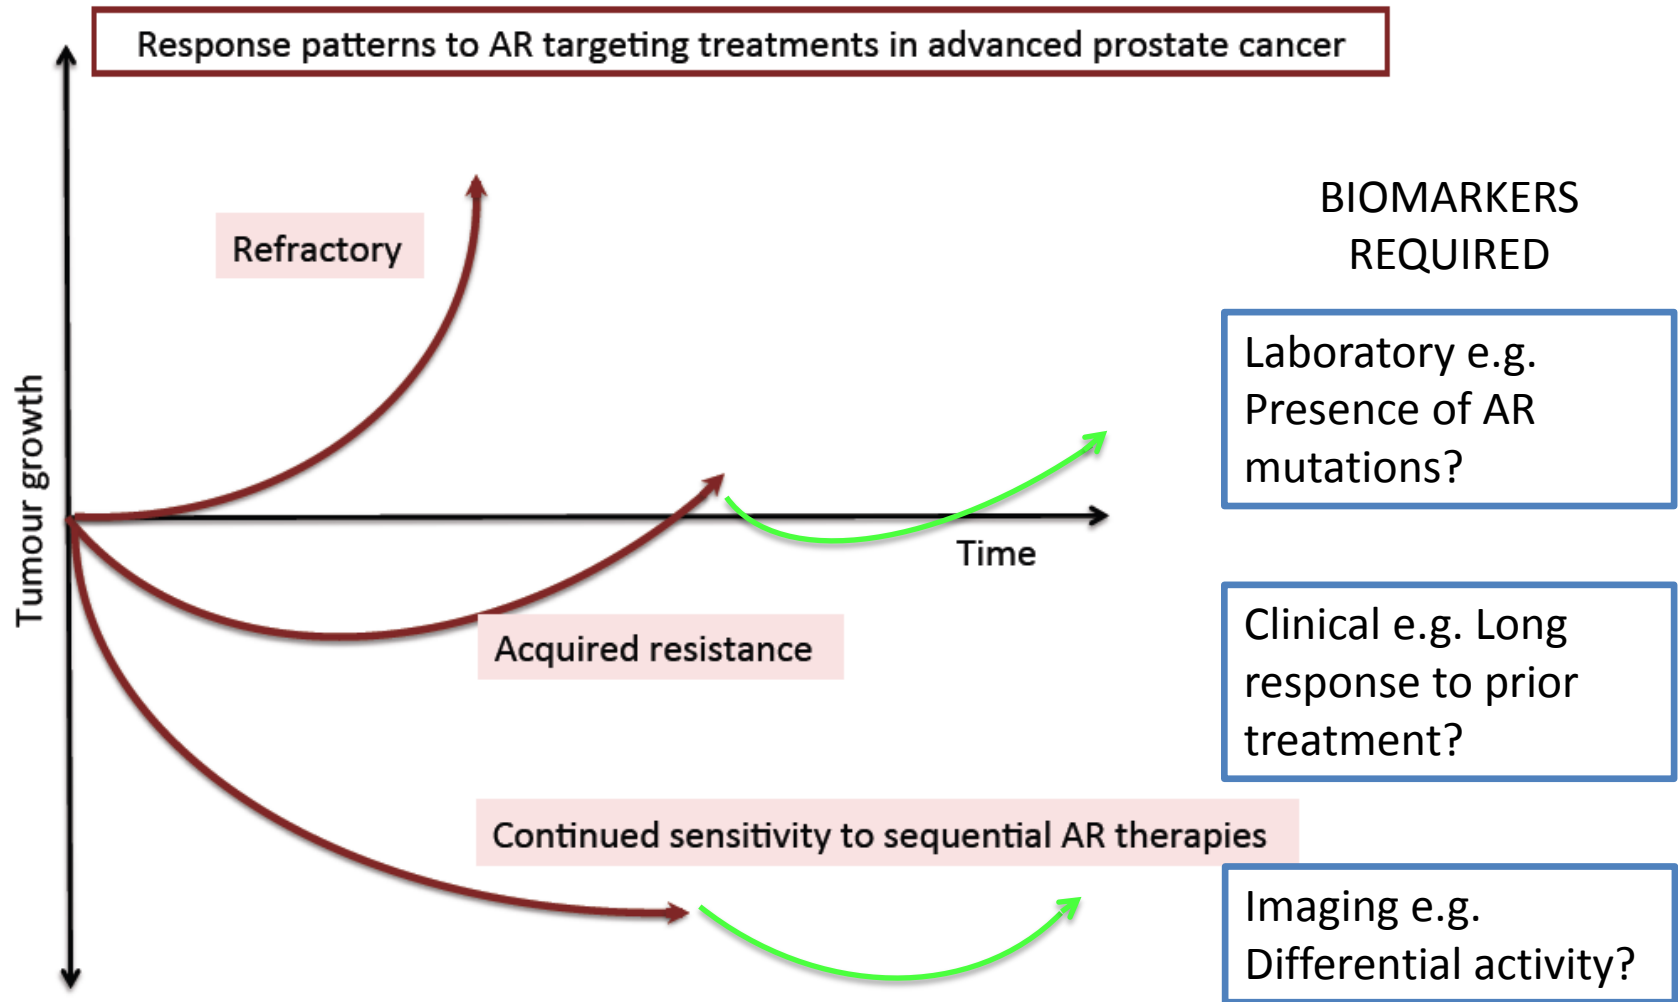 Response patterns to AR targeting treatments in advanced prostate cancer
Refractory
Tumour growth
Time
Acquired resistance
Continued sensitivity to sequential AR therapies
BIOMARKERS
REQUIRED
Laboratory e.g.
Presence of AR
mutations?
Clinical e.g. Long
response to prior
treatment?
Imaging e.g.
Differential activity?